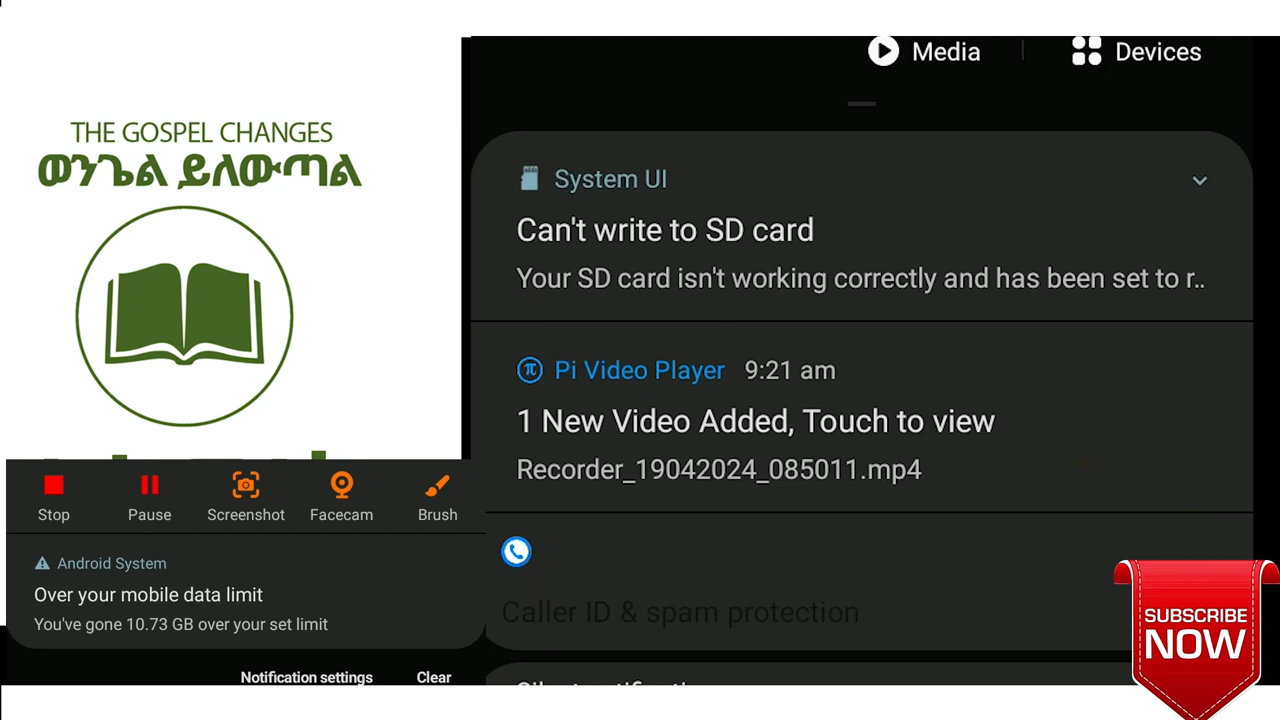 THE GOSPEL CHANGES
ወንጌል ይለውጣል
Stop
Pause
Screenshot
Facecam
Brush
Android System
Over your mobile data limit
You've gone 10.73 GB over your set limit
Notification settings
Clear
Media
Devices
System UI
Can't write to SD card
Your SD card isn't working correctly and has been set to r..
Pi Video Player 9:21 am
1 New Video Added, Touch to view
Recorder_19042024_085011.mp4
Caller ID & spam protection
SUBSCRIBE
NOW